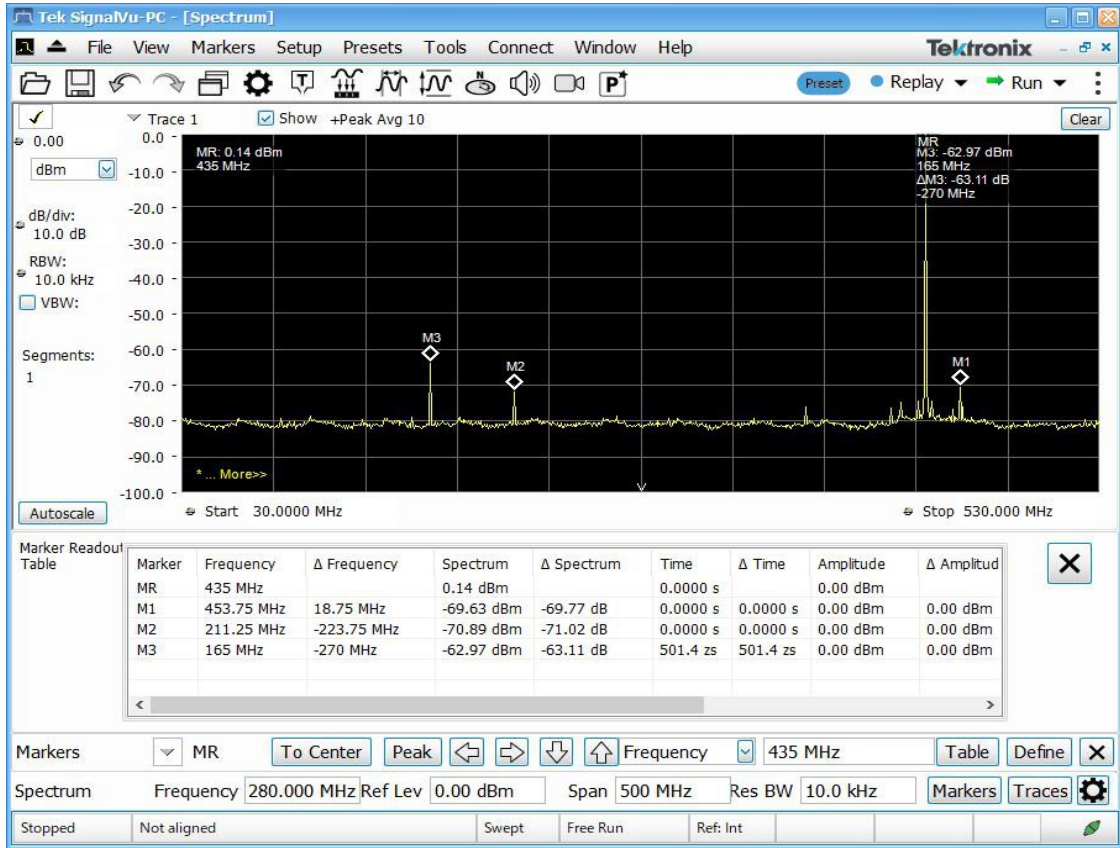 Tek SignalVu-PC - [Spectrum]
File View Markers Setup Presets Tools Connect Window Help Tektronix
T N P Preset Replay Run
Trace 1 Show +Peak Avg 10 Clear
0.00
dBm
dB/div:
10.0 dB
RBW:
10.0 kHz
VBW:
Segments:
1
Autoscale
0.0
-10.0
-20.0
-30.0
-40.0
-50.0
-60.0
-70.0
-80.0
-90.0
-100.0
MR: 0.14 dBm
435 MHz
MR
M3: -62.97 dBm
165 MHz
ΔM3: -63.11 dB
-270 MHz
M3
M2
M1
* ... More>>
Start 30.0000 MHz Stop 530.000 MHz
Marker Readout
Table
Marker Frequency Δ Frequency Spectrum Δ Spectrum Time Δ Time Amplitude Δ Amplitud
MR 435 MHz 0.14 dBm 0.0000 s 0.00 dBm
M1 453.75 MHz 18.75 MHz -69.63 dBm -69.77 dB 0.0000 s 0.0000 s 0.00 dBm 0.00 dBm
M2 211.25 MHz -223.75 MHz -70.89 dBm -71.02 dB 0.0000 s 0.0000 s 0.00 dBm 0.00 dBm
M3 165 MHz -270 MHz -62.97 dBm -63.11 dB 501.4 zs 501.4 zs 0.00 dBm 0.00 dBm
Markers MR To Center Peak Frequency 435 MHz Table Define
Spectrum Frequency 280.000 MHz Ref Lev 0.00 dBm Span 500 MHz Res BW 10.0 kHz Markers Traces
Stopped Not aligned Swept Free Run Ref: Int